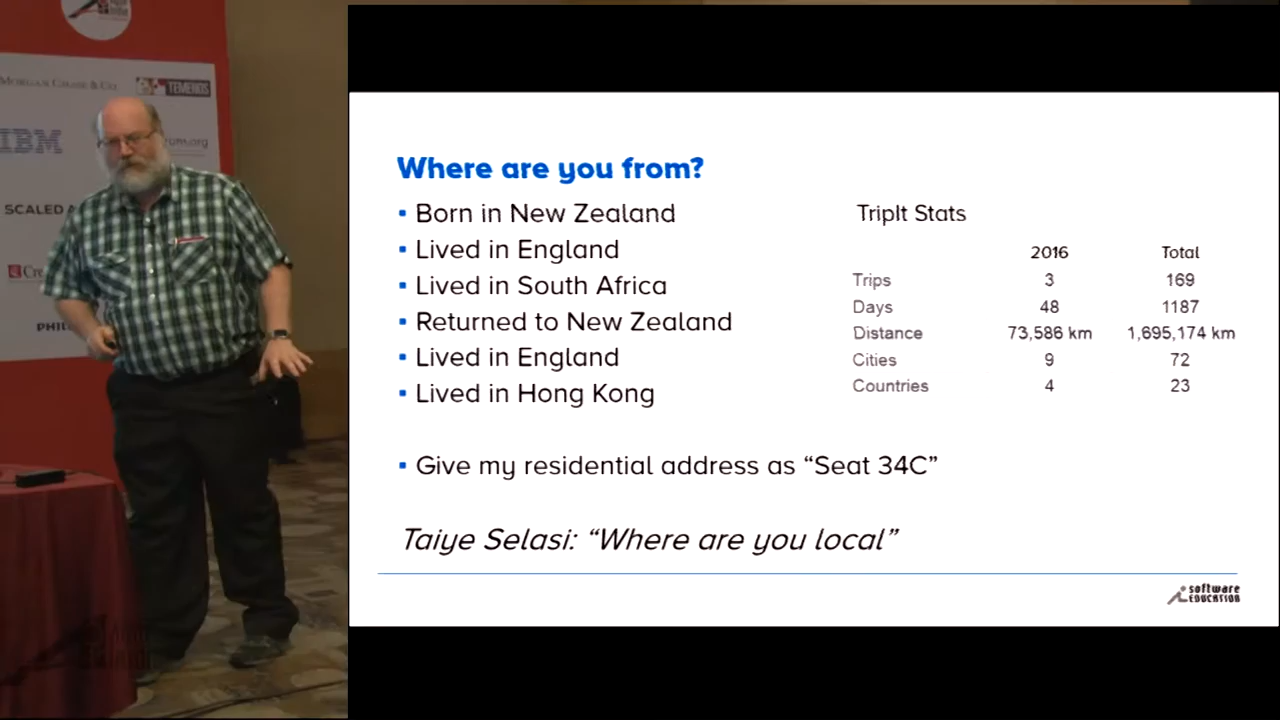 MORGAN
TEMENOS
IBM
SCALED
Where are you from?
▪ Born in New Zealand
▪ Lived in England
▪ Lived in South Africa
▪ Returned to New Zealand
▪ Lived in England
▪ Lived in Hong Kong
▪ Give my residential address as “Seat 34C”
Taiye Selasi: “Where are you local”
TripIt Stats
2016 Total
Trips 3 169
Days 48 1187
Distance 73,586 km 1,695,174 km
Cities 9 72
Countries 4 23
software
EDUCATION